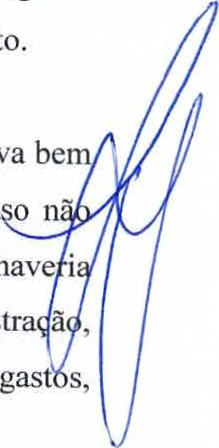 to.
va bem
so não
haveria
stração,
gastos,